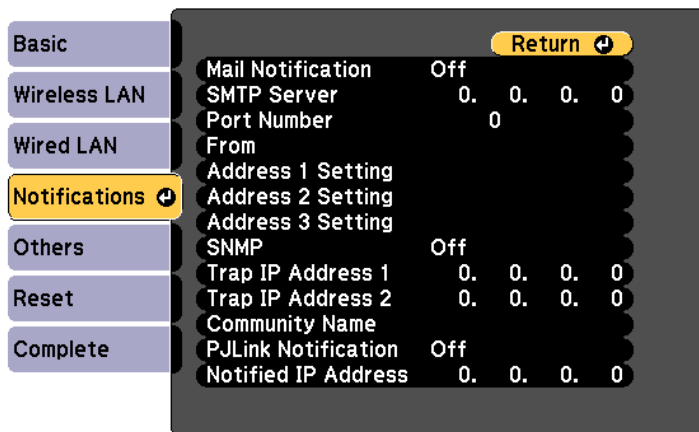 Basic
Wireless LAN
Wired LAN
Notifications
Others
Reset
Complete
Return
Mail Notification Off
SMTP Server 0. 0. 0. 0
Port Number 0
From
Address 1 Setting
Address 2 Setting
Address 3 Setting
SNMP Off
Trap IP Address 1 0. 0. 0. 0
Trap IP Address 2 0. 0. 0. 0
Community Name
PJLink Notification Off
Notified IP Address 0. 0. 0. 0